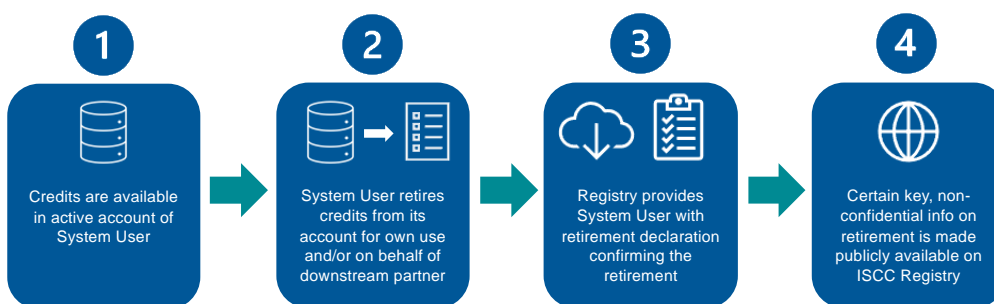 1
2
3
4
Credits are available
in active account of
System User
System User retires
credits from its
account for own use
and/or on behalf of
downstream partner
Registry provides
System User with
retirement declaration
confirming the
retirement
Certain key, non-
confidential info on
retirement is made
publicly available on
ISCC Registry